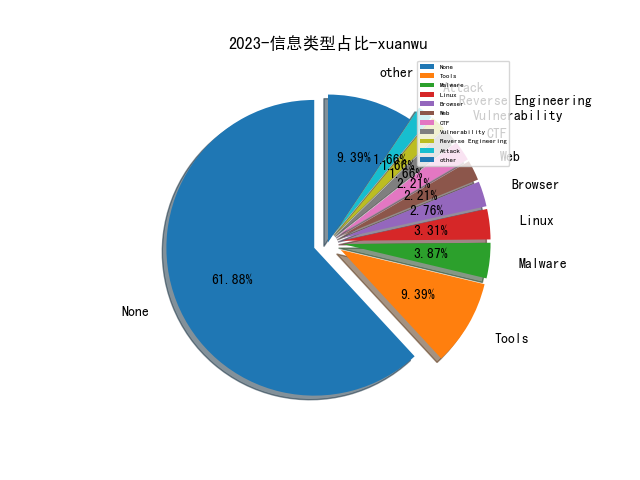 2023-信息类型占比-xuanwu
other
Attack
Reverse Engineering
Vulnerability
CTF
Web
Browser
Linux
Malware
Tools
None
9.39%
1.66%
1.66%
1.66%
2.21%
2.21%
2.76%
3.31%
3.87%
9.39%
61.88%
None
Tools
Malware
Linux
Browser
Web
CTF
Vulnerability
Reverse Engineering
Attack
other